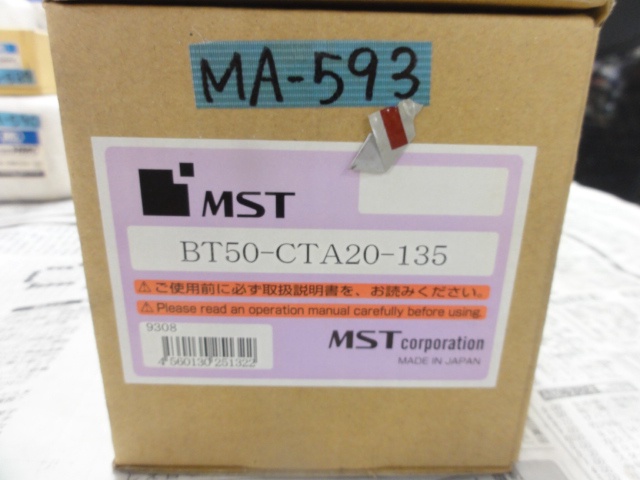 MA-593
MST
BT50-CTA20-135
⚠ご使用前に必ず取扱説明書を、お読みください。
⚠Please read an operation manual carefully before using.
9308
4 560130 251322
MST corporation
MADE IN JAPAN